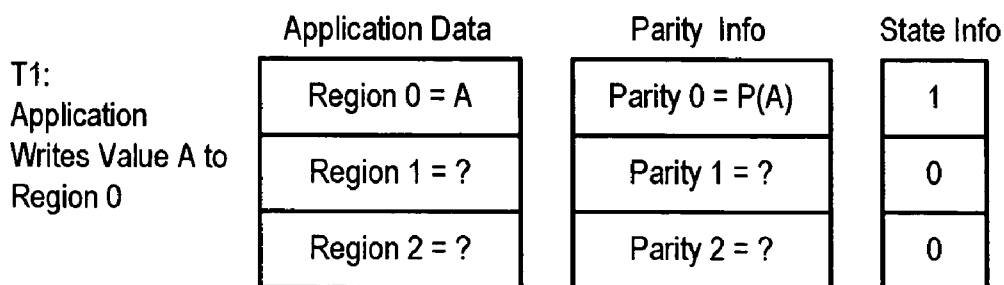 Application Data Parity Info State Info
T1:
Application
Writes Value A to
Region 0
Region 0 = A Parity 0 = P(A) 1
Region 1 = ? Parity 1 = ? 0
Region 2 = ? Parity 2 = ? 0